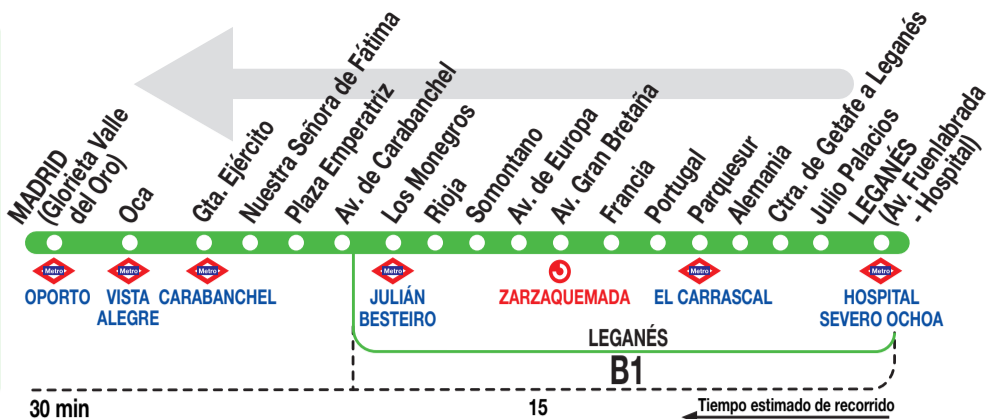 MADRID
(Glorieta Valle
del Oro)
Oca
Gta. Ejército
Nuestra Señora de Fátima
Plaza Emperatriz
Av. de Carabanchel
Los Monegros
Rioja
Somontano
Av. de Europa
Av. Gran Bretaña
Francia
Portugal
Parquesur
Alemania
Ctra. de Getafe a Leganés
Julio Palacios
LEGANÉS
(Av. Fuenlabrada
- Hospital)
Metro
OPORTO
Metro
VISTA
ALEGRE
Metro
CARABANCHEL
Metro
JULIÁN
BESTEIRO
ZARZAQUEMADA
Metro
EL CARRASCAL
Metro
HOSPITAL
SEVERO OCHOA
LEGANÉS
B1
30 min
15
Tiempo estimado de recorrido